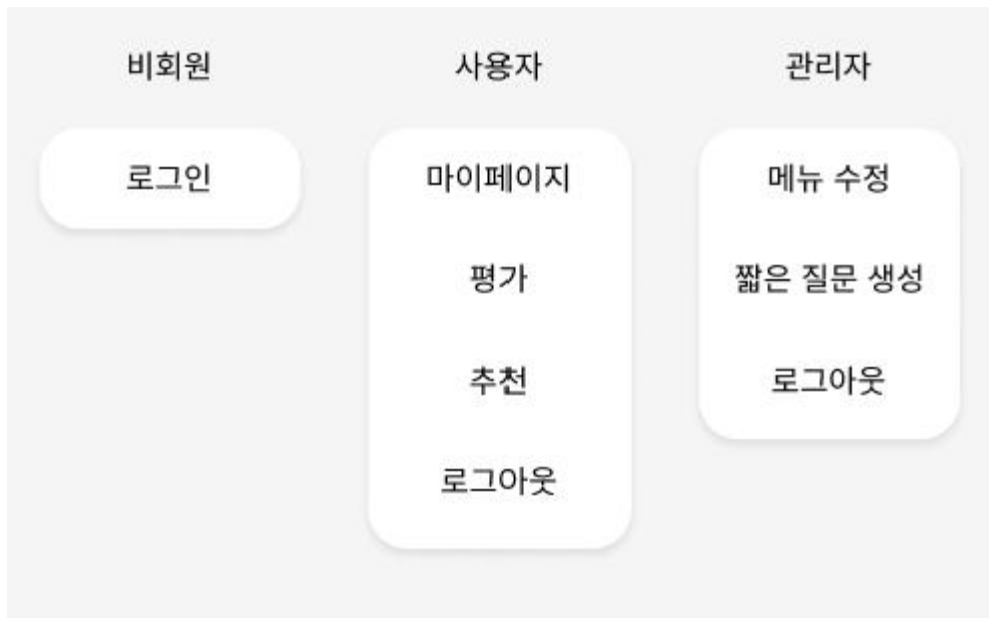 비회원
로그인
사용자
마이페이지
평가
추천
로그아웃
관리자
메뉴 수정
짧은 질문 생성
로그아웃